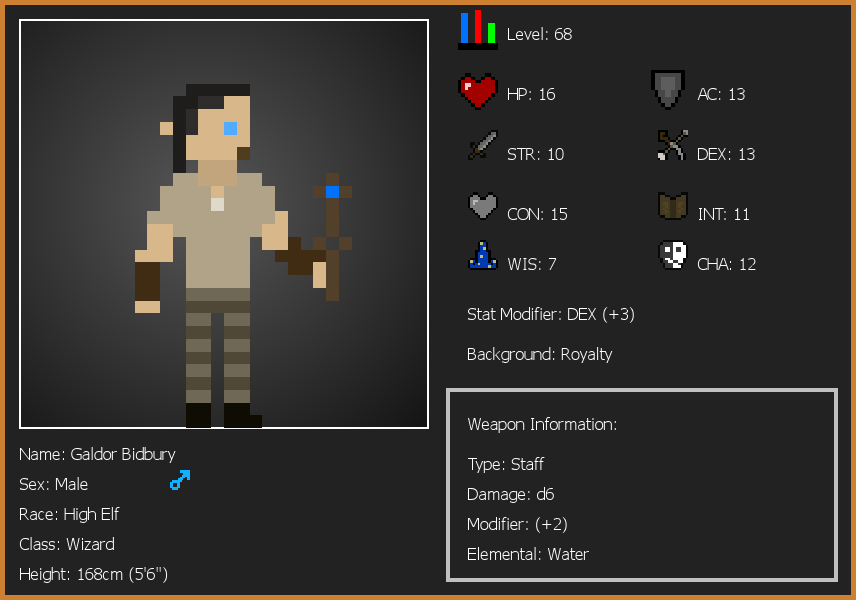 Level: 68
HP: 16
AC: 13
STR: 10
DEX: 13
CON: 15
INT: 11
WIS: 7
CHA: 12
Stat Modifier: DEX (+3)
Background: Royalty
Weapon Information:
Type: Staff
Damage: d6
Modifier: (+2)
Elemental: Water
Name: Galdor Bidbury
Sex: Male
Race: High Elf
Class: Wizard
Height: 168cm (5'6")